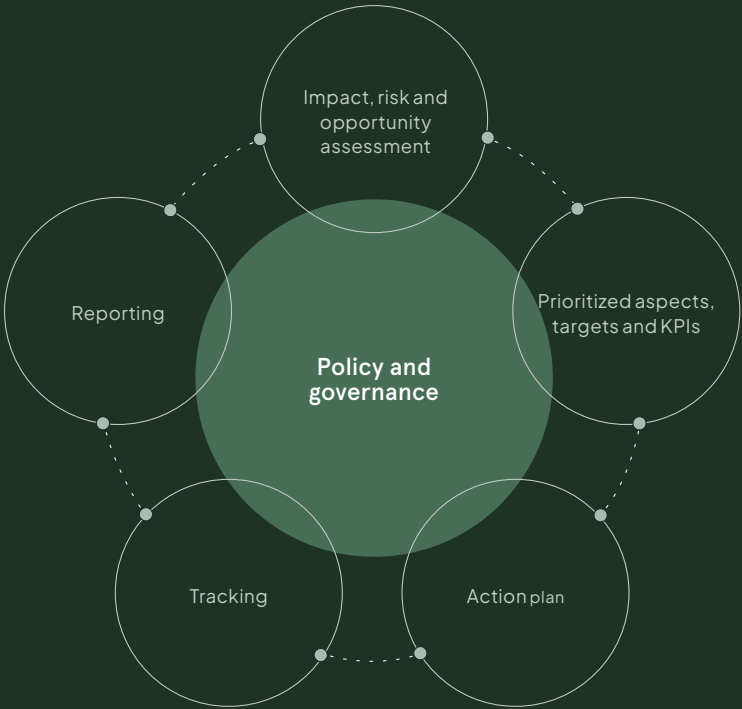 Impact, risk and
opportunity
assessment
Reporting
Prioritized aspects,
targets and KPIs
Policy and
governance
Tracking
Action plan